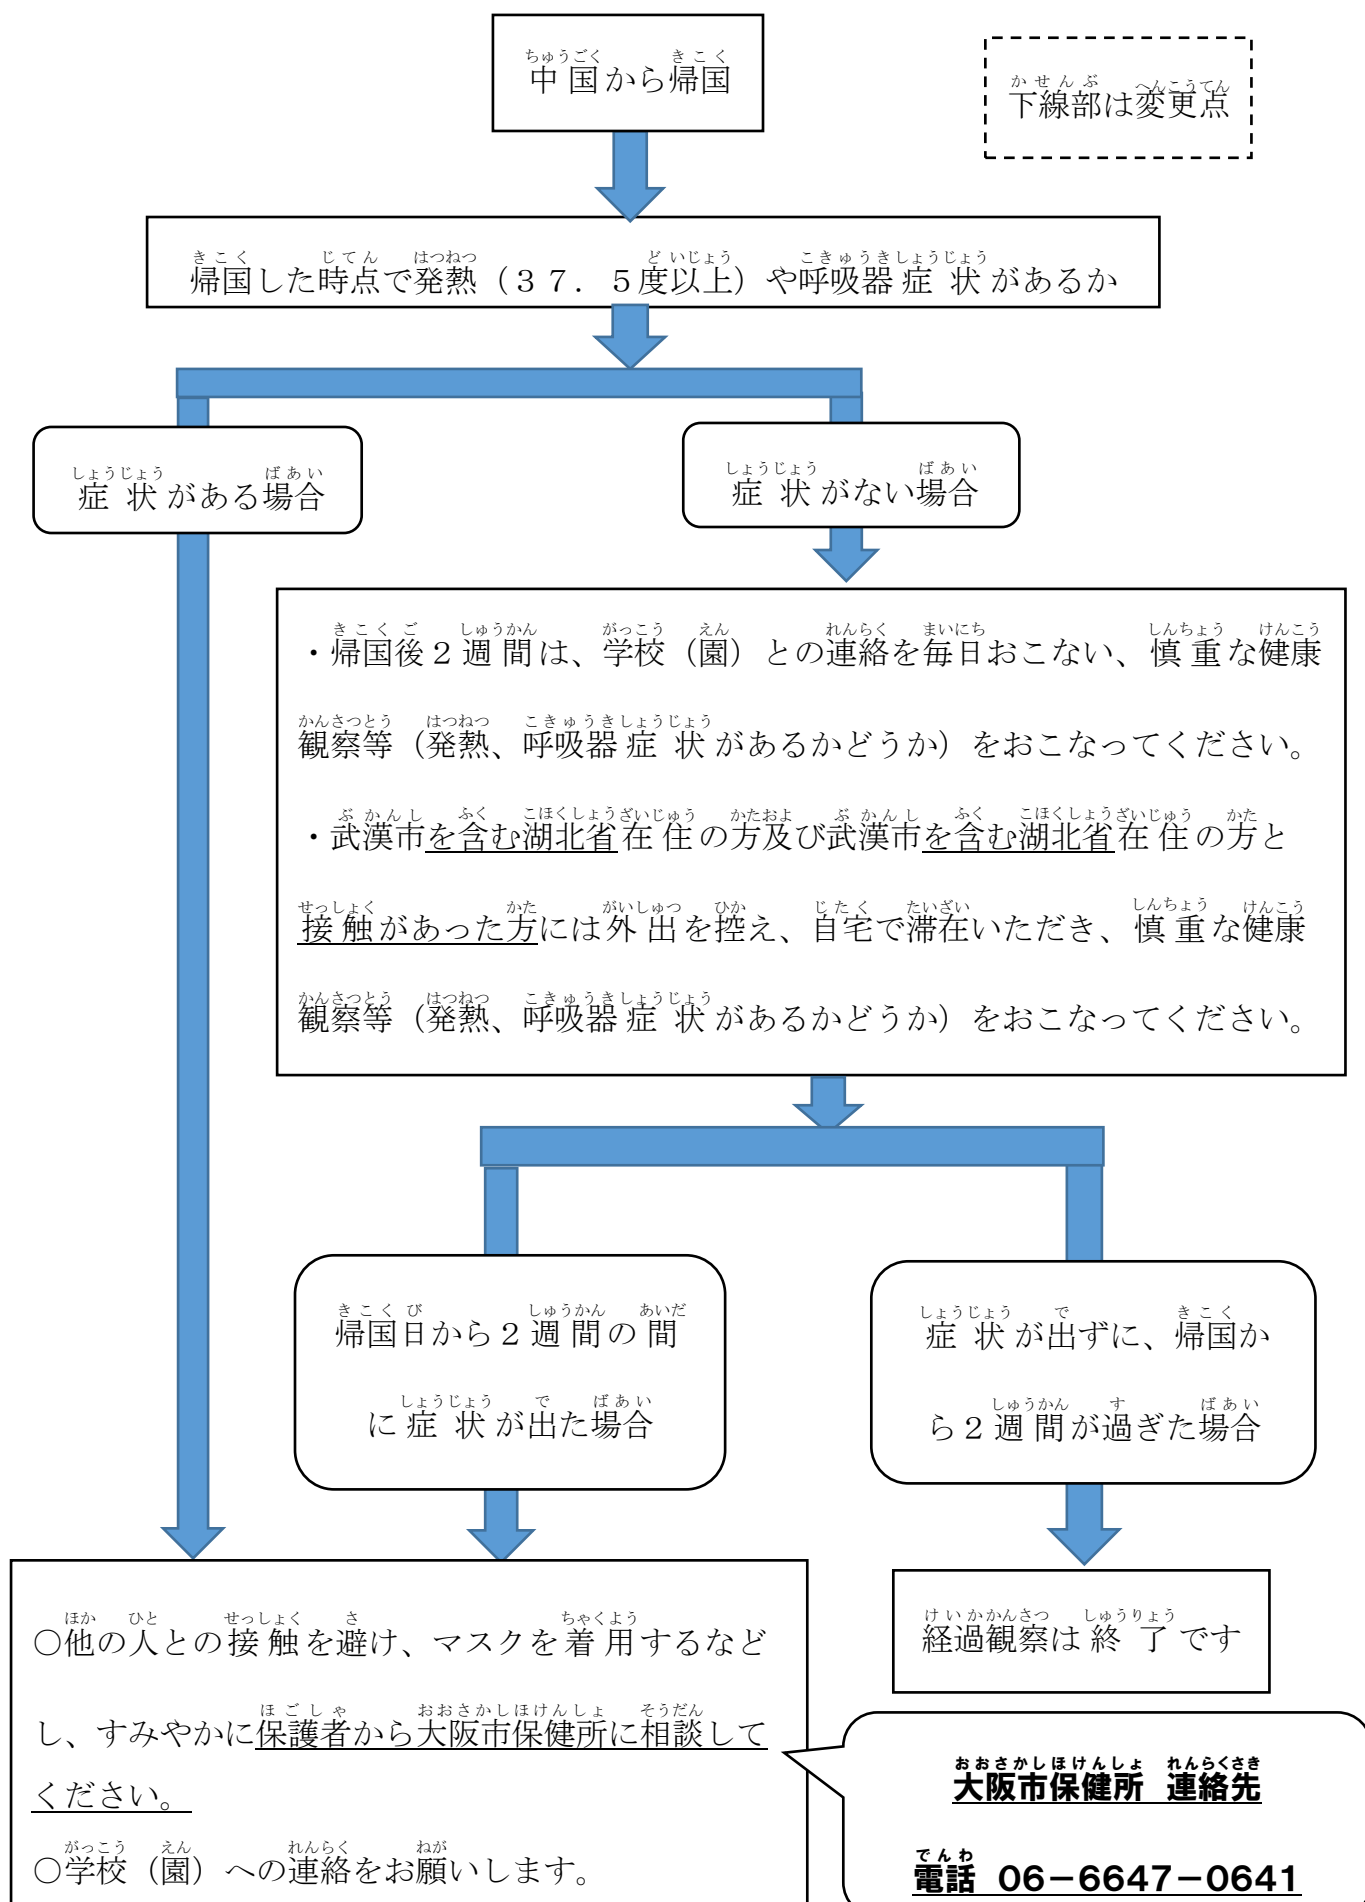 中国から帰国
下線部は変更点
帰国した時点で発熱（３７．５度以上）や呼吸器症状があるか
症状がある場合
症状がない場合
・帰国後２週間は、学校（園）との連絡を毎日おこない、慎重な健康
観察等（発熱、呼吸器症状があるかどうか）をおこなってください。
・武漢市を含む湖北省在住の方及び武漢市を含む湖北省在住の方と
接触があった方には外出を控え、自宅で滞在いただき、慎重な健康
観察等（発熱、呼吸器症状があるかどうか）をおこなってください。
帰国日から２週間の間
に症状が出た場合
症状が出ずに、帰国か
ら２週間が過ぎた場合
○他の人との接触を避け、マスクを着用するなど
し、すみやかに保護者から大阪市保健所に相談して
ください。
○学校（園）への連絡をお願いします。
経過観察は終了です
大阪市保健所　連絡先
電話 06－6647－0641